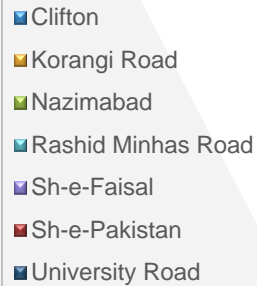 Clifton
Korangi Road
Nazimabad
Rashid Minhas Road
Sh-e-Faisal
Sh-e-Pakistan
University Road